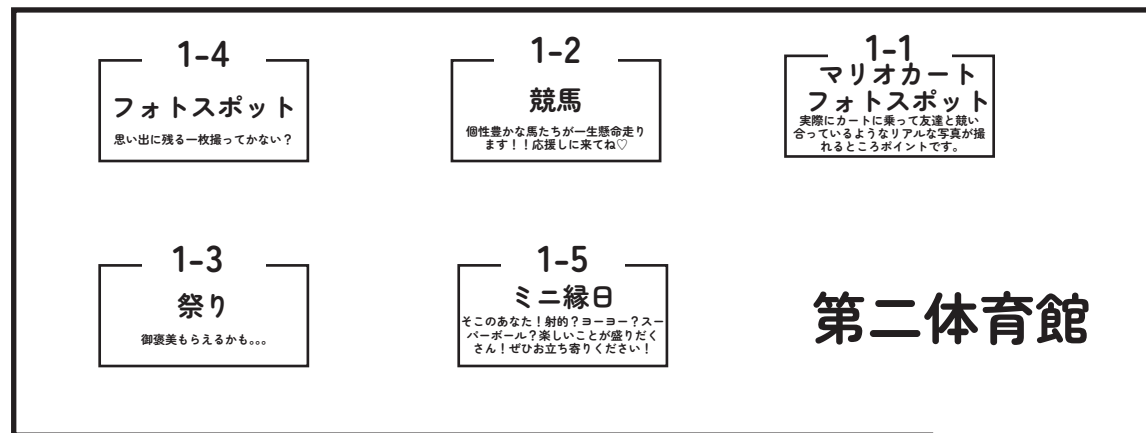 1-4
フォトスポット
思い出に残る一枚撮ってかない？
1-2
競馬
個性豊かな馬たちが一生懸命走り
ます！！応援しに来てね♡
1-1
マリオカート
フォトスポット
実際にカートに乗って友達と競い
合っているようなリアルな写真が撮
れるところポイントです。
1-3
祭り
御褒美もらえるかも。。。
1-5
ミニ縁日
そこのあなた！射的？ヨーヨー？スー
パーボール？楽しいことが盛りだく
さん！ぜひお立ち寄りください！
第二体育館